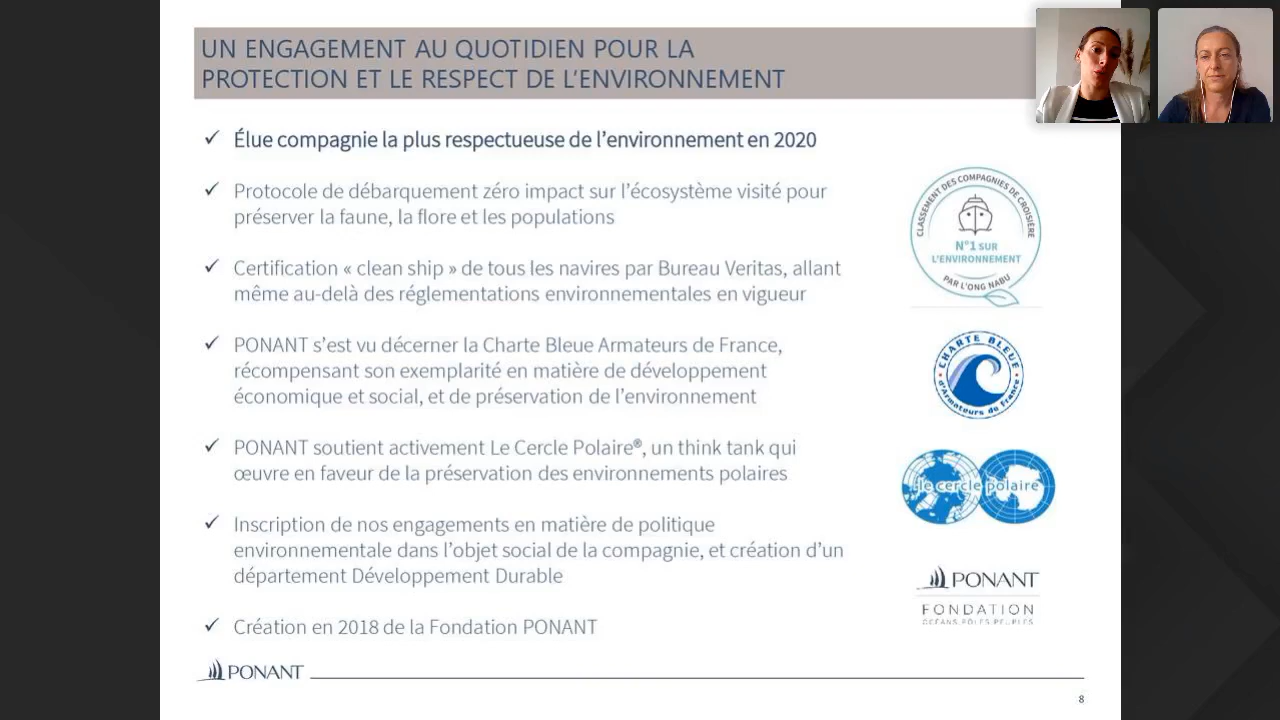 UN ENGAGEMENT AU QUOTIDIEN POUR LA
PROTECTION ET LE RESPECT DE L'ENVIRONNEMENT
✓ Élue compagnie la plus respectueuse de l'environnement en 2020
✓ Protocole de débarquement zéro impact sur l'écosystème visité pour
préserver la faune, la flore et les populations
✓ Certification « clean ship » de tous les navires par Bureau Veritas, allant
même au-delà des réglementations environnementales en vigueur
✓ PONANT s'est vu décerner la Charte Bleue Armateurs de France,
récompensant son exemplarité en matière de développement
économique et social, et de préservation de l'environnement
✓ PONANT soutient activement Le Cercle Polaire®, un think tank qui
œuvre en faveur de la préservation des environnements polaires
✓ Inscription de nos engagements en matière de politique
environnementale dans l'objet social de la compagnie, et création d'un
département Développement Durable
✓ Création en 2018 de la Fondation PONANT
CLASSEMENT DES COMPAGNIES DE CROISIÈRE
N°1 SUR
L'ENVIRONNEMENT
PAR L'ONG NABU
CHARTE BLEUE
d'Armateurs de France
le cercle polaire
PONANT
FONDATION
OCÉANS, PÔLES, PEUPLES
PONANT
8